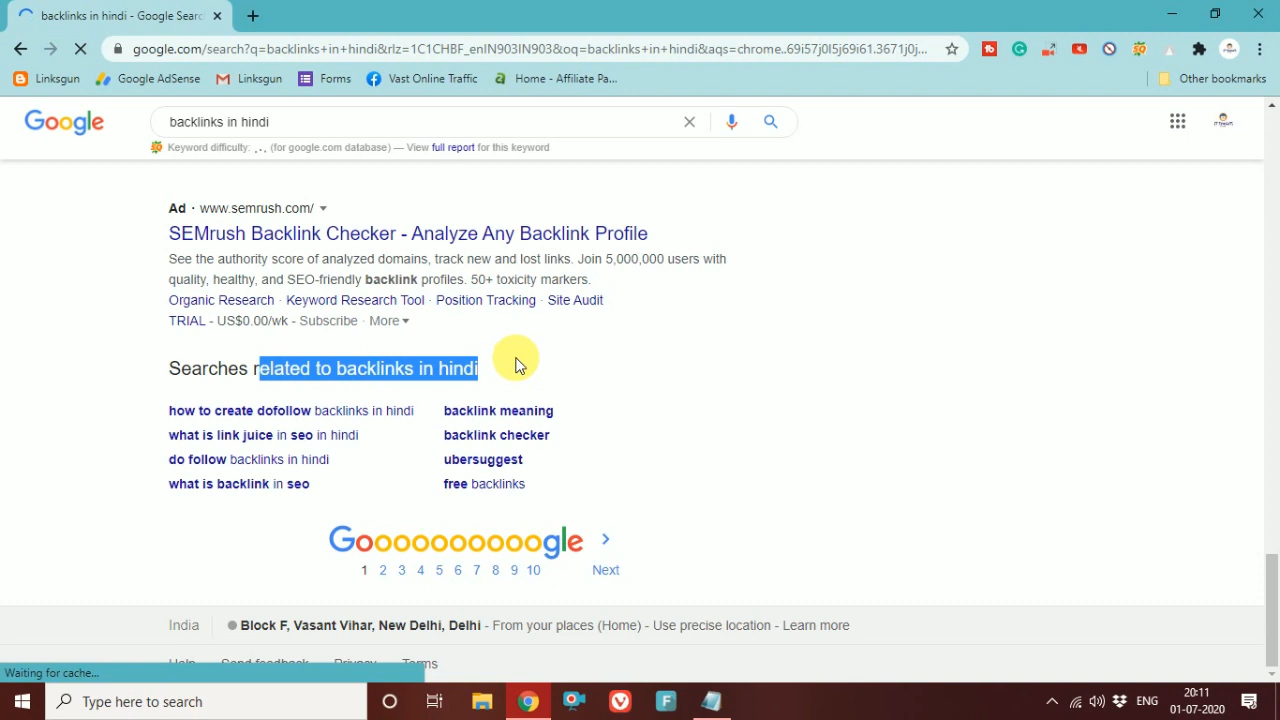 backlinks in hindi - Google Sear
google.com/search?q=backlinks+in+hindi&rlz=1C1CHBF_enIN903IN903&oq=backlinks+in+hindi&aqs=chrome..69i57j0l5j69i61.3671j0j...
Linksgun Google AdSense Linksgun Forms Vast Online Traffic Home - Affiliate Pa... Other bookmarks
Google backlinks in hindi
Keyword difficulty: . . (for google.com database) — View full report for this keyword
Ad · www.semrush.com/
SEMrush Backlink Checker - Analyze Any Backlink Profile
See the authority score of analyzed domains, track new and lost links. Join 5,000,000 users with
quality, healthy, and SEO-friendly backlink profiles. 50+ toxicity markers.
Organic Research · Keyword Research Tool · Position Tracking · Site Audit
TRIAL - US$0.00/wk - Subscribe · More
Searches related to backlinks in hindi
how to create dofollow backlinks in hindi backlink meaning
what is link juice in seo in hindi backlink checker
do follow backlinks in hindi ubersuggest
what is backlink in seo free backlinks
Goooooooooogle
1 2 3 4 5 6 7 8 9 10 Next
India Block F, Vasant Vihar, New Delhi, Delhi - From your places (Home) - Use precise location - Learn more
Help Send feedback Privacy Terms
Waiting for cache...
Type here to search ENG 20:11
01-07-2020